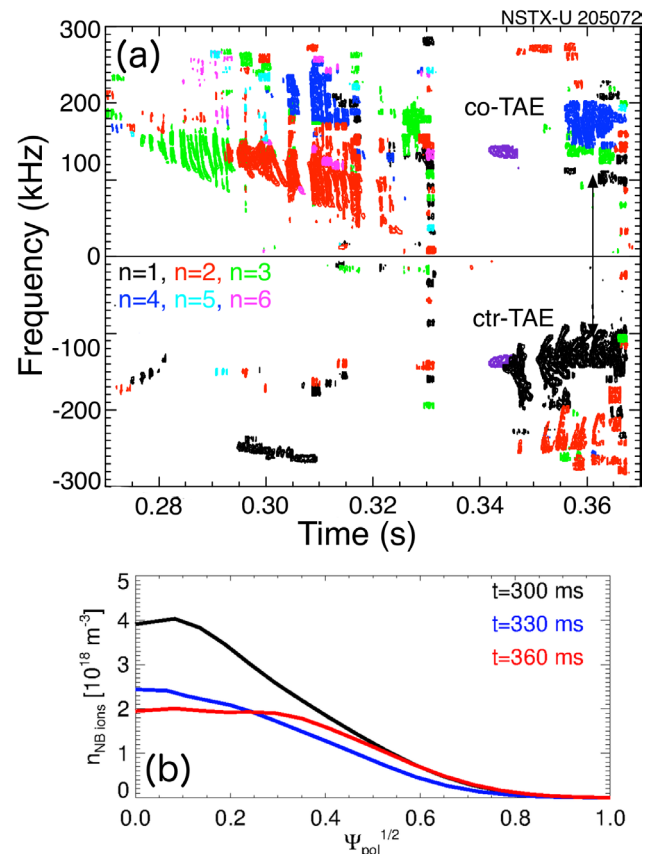 NSTX-U 205072
(a)
300
200
100
0
-100
-200
-300
Frequency (kHz)
co-TAE
n=1, n=2, n=3
n=4, n=5, n=6
ctr-TAE
0.28 0.30 0.32 0.34 0.36
Time (s)
5
4
3
2
1
0
n_NB ions [10^18 m^-3]
t=300 ms
t=330 ms
t=360 ms
(b)
0.0 0.2 0.4 0.6 0.8 1.0
Ψ_pol^1/2